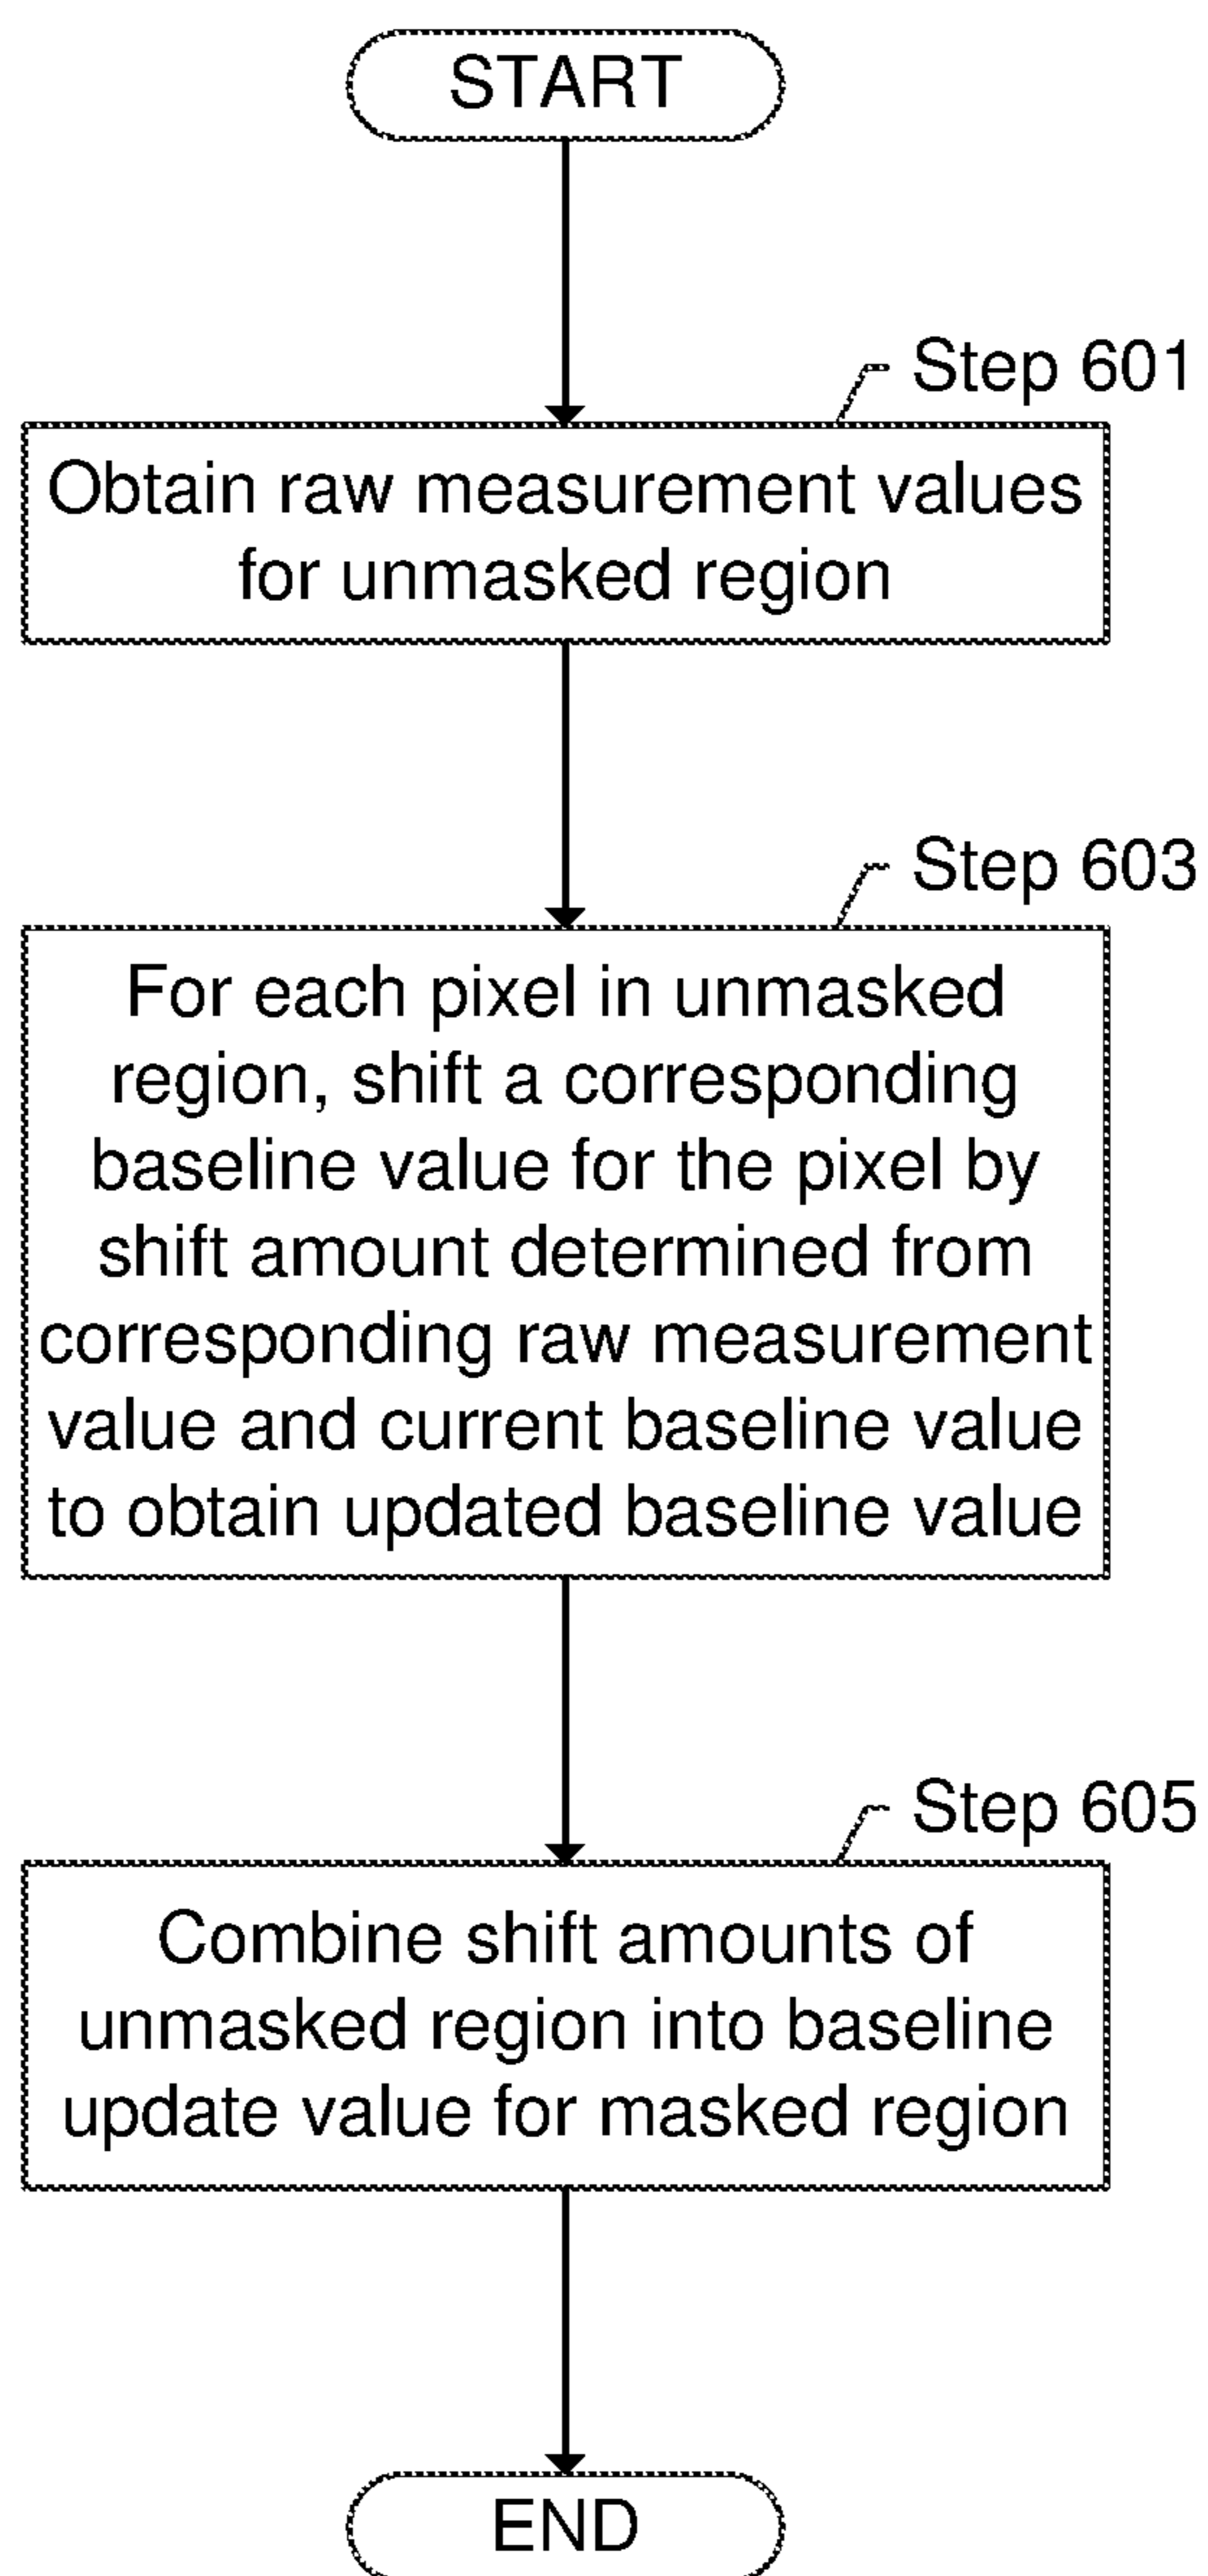 START
Step 601
Obtain raw measurement values
for unmasked region
Step 603
For each pixel in unmasked
region, shift a corresponding
baseline value for the pixel by
shift amount determined from
corresponding raw measurement
value and current baseline value
to obtain updated baseline value
Step 605
Combine shift amounts of
unmasked region into baseline
update value for masked region
END